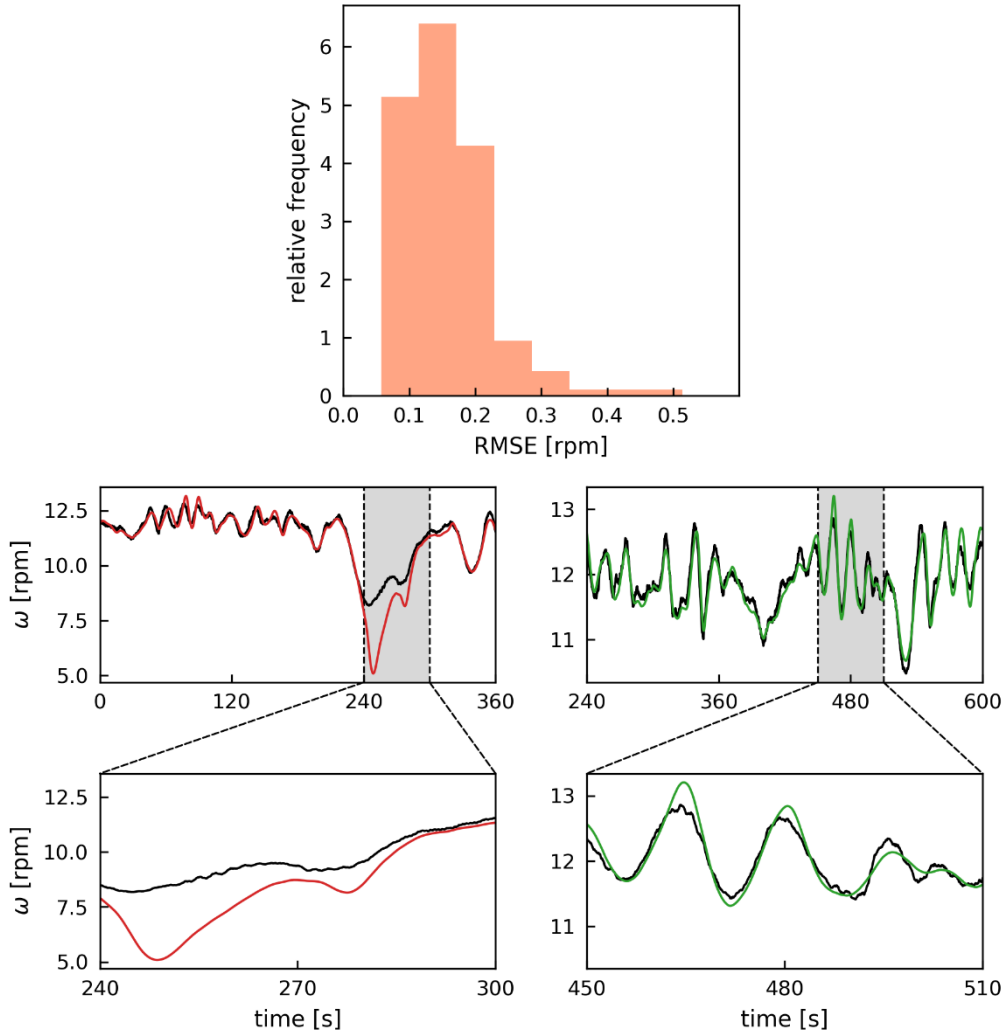 6
5
4
3
2
1
0
relative frequency
0.0 0.1 0.2 0.3 0.4 0.5
RMSE [rpm]
12.5
10.0
7.5
5.0
ω [rpm]
0 120 240 360
13
12
11
240 360 480 600
12.5
10.0
7.5
5.0
ω [rpm]
240 270 300
time [s]
13
12
11
450 480 510
time [s]